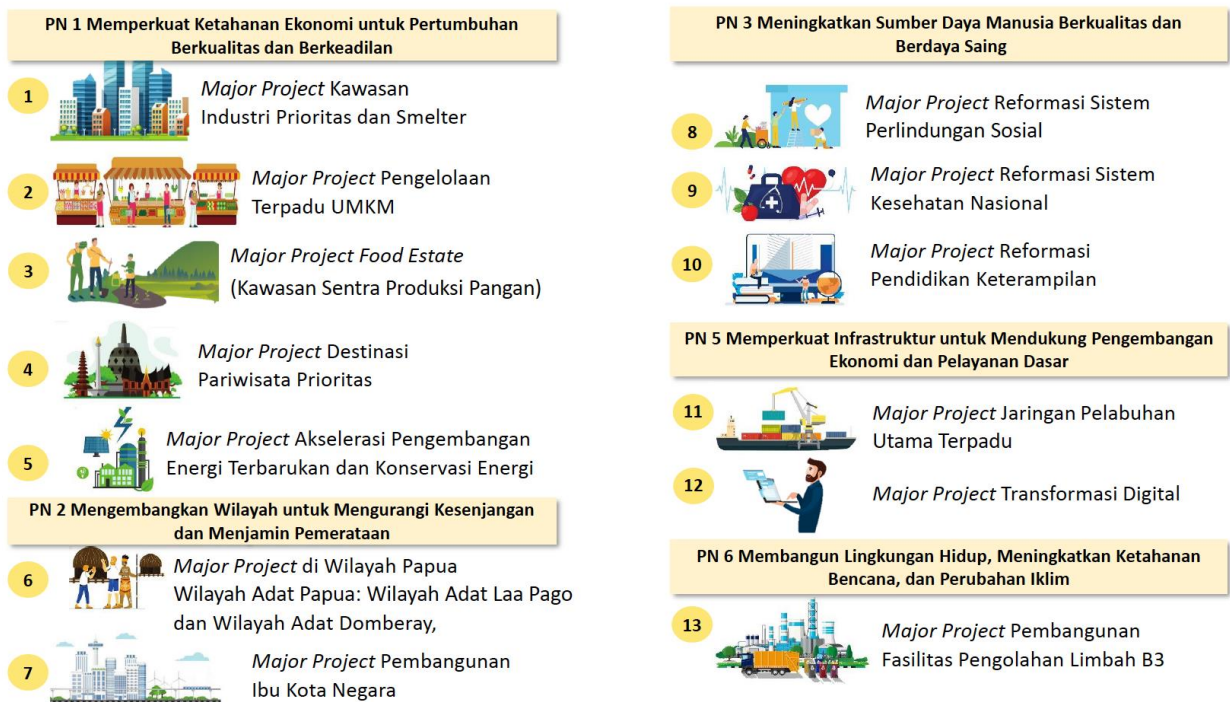 PN 1 Memperkuat Ketahanan Ekonomi untuk Pertumbuhan
Berkualitas dan Berkeadilan
1
Major Project Kawasan
Industri Prioritas dan Smelter
2
Major Project Pengelolaan
Terpadu UMKM
3
Major Project Food Estate
(Kawasan Sentra Produksi Pangan)
4
Major Project Destinasi
Pariwisata Prioritas
5
Major Project Akselerasi Pengembangan
Energi Terbarukan dan Konservasi Energi
PN 2 Mengembangkan Wilayah untuk Mengurangi Kesenjangan
dan Menjamin Pemerataan
6
Major Project di Wilayah Papua
Wilayah Adat Papua: Wilayah Adat Laa Pago
dan Wilayah Adat Domberay,
7
Major Project Pembangunan
Ibu Kota Negara
PN 3 Meningkatkan Sumber Daya Manusia Berkualitas dan
Berdaya Saing
8
Major Project Reformasi Sistem
Perlindungan Sosial
9
Major Project Reformasi Sistem
Kesehatan Nasional
10
Major Project Reformasi
Pendidikan Keterampilan
PN 5 Memperkuat Infrastruktur untuk Mendukung Pengembangan
Ekonomi dan Pelayanan Dasar
11
Major Project Jaringan Pelabuhan
Utama Terpadu
12
Major Project Transformasi Digital
PN 6 Membangun Lingkungan Hidup, Meningkatkan Ketahanan
Bencana, dan Perubahan Iklim
13
Major Project Pembangunan
Fasilitas Pengolahan Limbah B3